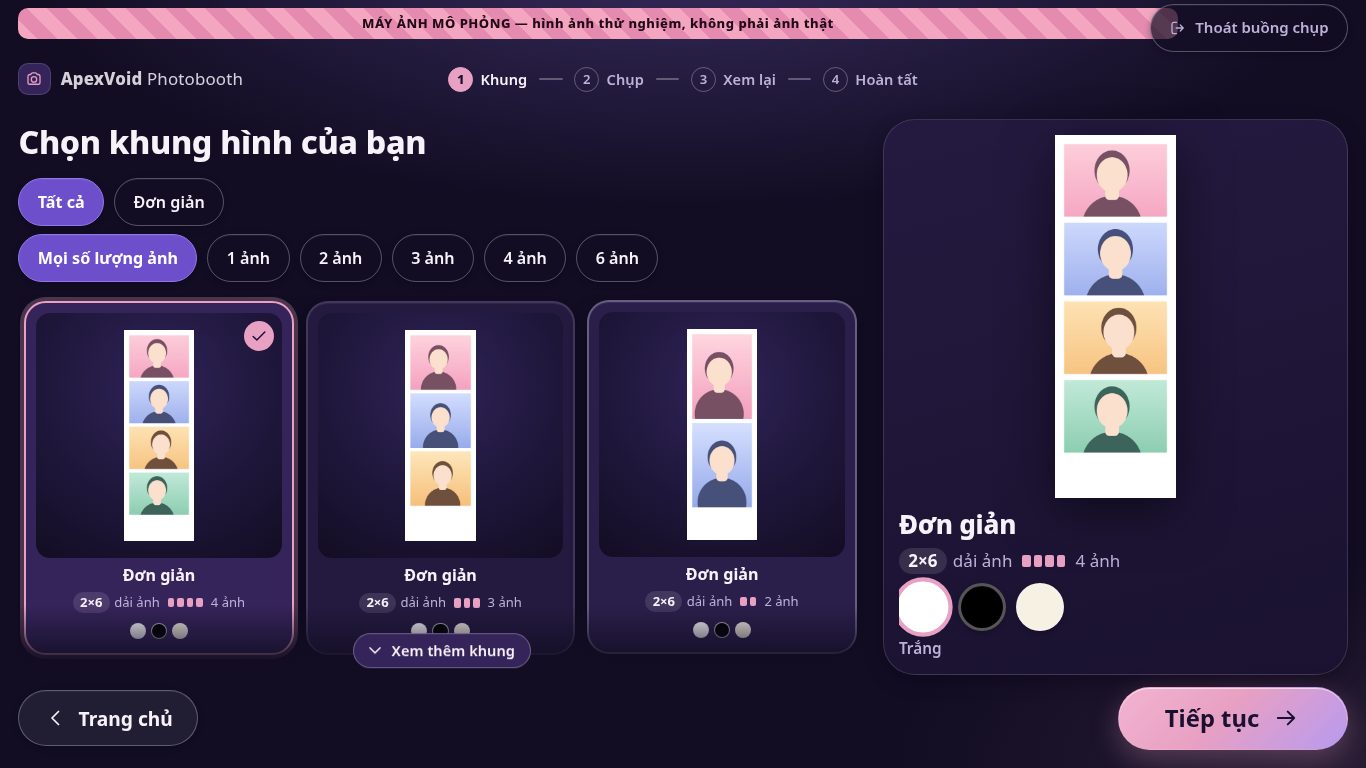 MÁY ẢNH MÔ PHỎNG — hình ảnh thử nghiệm, không phải ảnh thật
Thoát buồng chụp
ApexVoid Photobooth
1 Khung
2 Chụp
3 Xem lại
4 Hoàn tất
Chọn khung hình của bạn
Tất cả
Đơn giản
Mọi số lượng ảnh
1 ảnh
2 ảnh
3 ảnh
4 ảnh
6 ảnh
Đơn giản
2×6 dải ảnh 4 ảnh
Đơn giản
2×6 dải ảnh 3 ảnh
Đơn giản
2×6 dải ảnh 2 ảnh
Xem thêm khung
Đơn giản
2×6 dải ảnh 4 ảnh
Trắng
Trang chủ
Tiếp tục